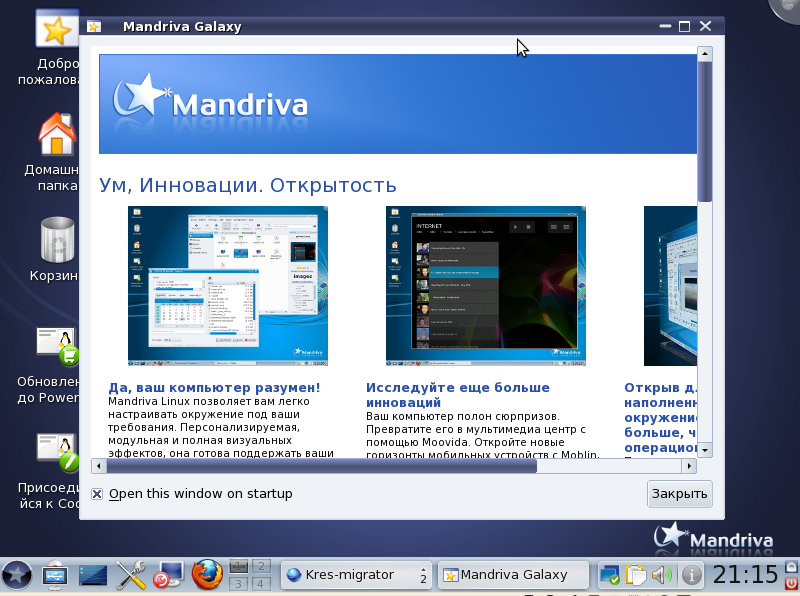 Mandriva Galaxy
Добро
пожалова
Домашн
папка
Корзин
Обновлен
до Power
Присоеди
йся к Coo
Mandriva
Ум, Инновации. Открытость
INTERNET
Images
Mandriva
Mandriva
Да, ваш компьютер разумен!
Mandriva Linux позволяет вам легко
настраивать окружение под ваши
требования. Персонализируемая,
модульная и полная визуальных
эффектов, она готова поддержать ваши
Исследуйте еще больше
инноваций
Ваш компьютер полон сюрпризов.
Превратите его в мультимедиа центр с
помощью Moovida. Откройте новые
горизонты мобильных устройств с Moblin,
Открыв д
наполнен
окружени
больше, ч
операцио
Open this window on startup
Закрыть
Mandriva
1 2
3 4
Kres-migrator
2
Mandriva Galaxy
21:15